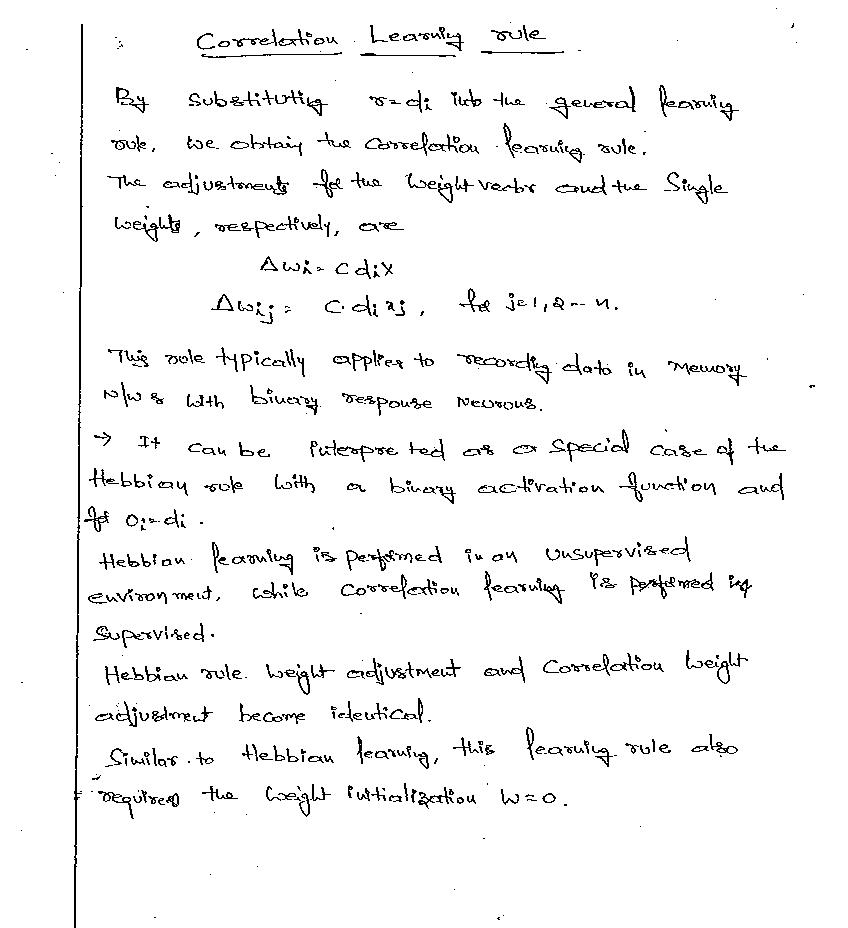 Correlation Learning rule
By substituting r=di into the general learning
rule, we obtain the correlation learning rule.
The adjustments for the weight vector and the single
weights, respectively, are
Δwi = c di x
Δwij = c. di xj, for j=1,2 -- n.
This role typically applies to recording data in Memory
N/w s with binary response Neurons.
→ It can be interpreted as a special case of the
Hebbian rule with a binary activation function and
for oi=di.
Hebbian learning is performed in an unsupervised
environment, while correlation learning is performed in
supervised.
Hebbian rule weight adjustment and correlation weight
adjustment become identical.
Similar to Hebbian learning, this learning rule also
requires the weight initialization W=0.